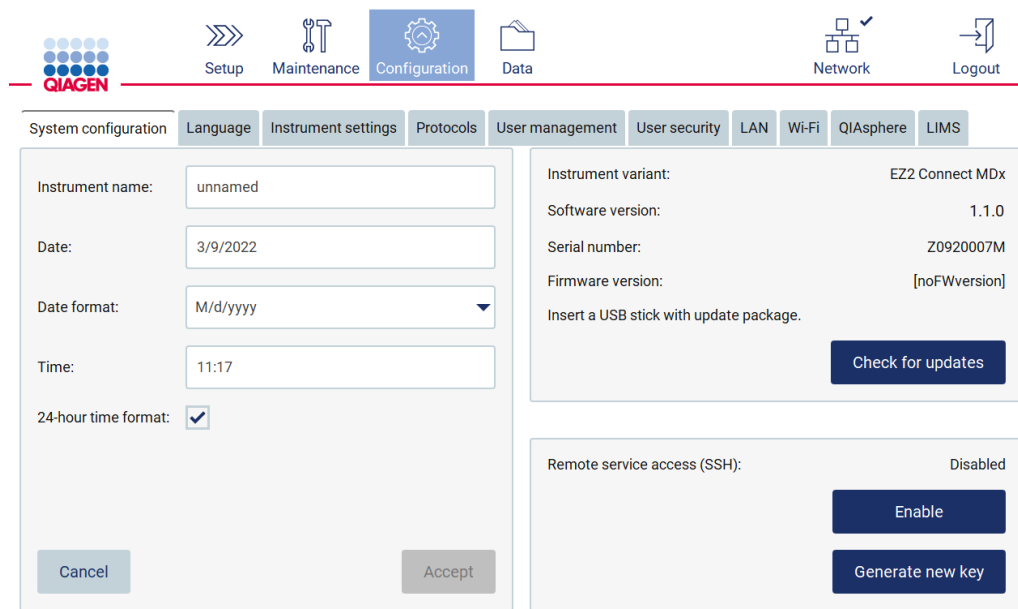 QIAGEN
Setup
Maintenance
Configuration
Data
Network
Logout
System configuration
Language
Instrument settings
Protocols
User management
User security
LAN
Wi-Fi
QIAsphere
LIMS
Instrument name: unnamed
Date: 3/9/2022
Date format: M/d/yyyy
Time: 11:17
24-hour time format:
Cancel
Accept
Instrument variant: EZ2 Connect MDx
Software version: 1.1.0
Serial number: Z0920007M
Firmware version: [noFWversion]
Insert a USB stick with update package.
Check for updates
Remote service access (SSH): Disabled
Enable
Generate new key